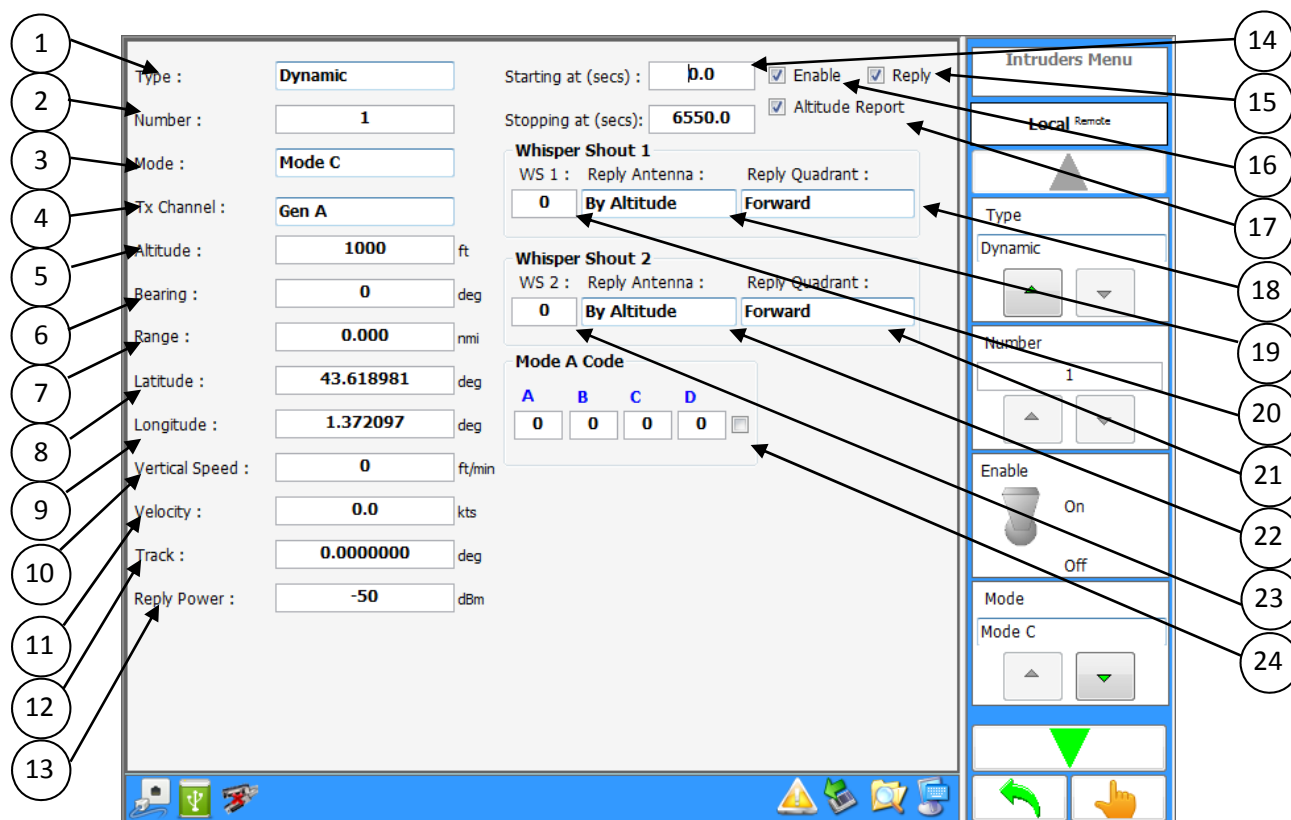 1
2
3
4
5
6
7
8
9
10
11
12
13
Type : Dynamic
Number : 1
Mode : Mode C
Tx Channel : Gen A
Altitude : 1000 ft
Bearing : 0 deg
Range : 0.000 nmi
Latitude : 43.618981 deg
Longitude : 1.372097 deg
Vertical Speed : 0 ft/min
Velocity : 0.0 kts
Track : 0.0000000 deg
Reply Power : -50 dBm
Starting at (secs) : 0.0 Enable Reply
Stopping at (secs): 6550.0 Altitude Report
Whisper Shout 1
WS 1 : Reply Antenna : Reply Quadrant :
0 By Altitude Forward
Whisper Shout 2
WS 2 : Reply Antenna : Reply Quadrant :
0 By Altitude Forward
Mode A Code
A B C D
0 0 0 0
Intruders Menu
Local Remote
Type
Dynamic
Number
1
Enable
On
Off
Mode
Mode C
14
15
16
17
18
19
20
21
22
23
24